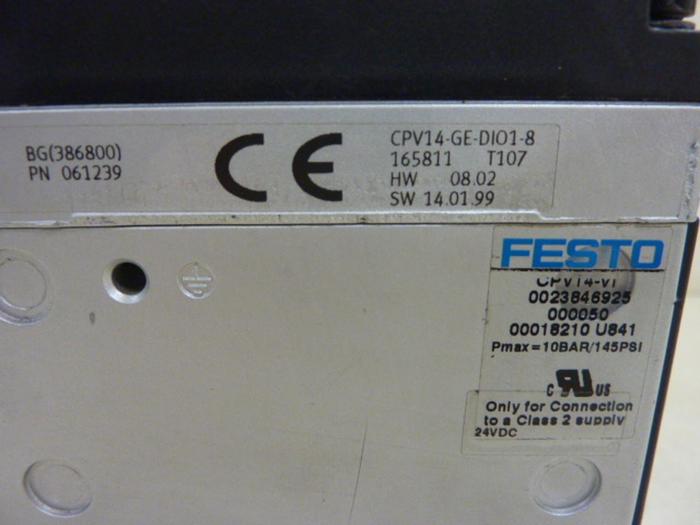 BG(386800)
PN 061239
CE
CPV14-GE-DIO1-8
165811 T107
HW 08.02
SW 14.01.99
FESTO
CPV14-VI
0023846925
000050
00018210 U841
Pmax=10BAR/145PSI
C US
Only for Connection
to a Class 2 supply
24VDC